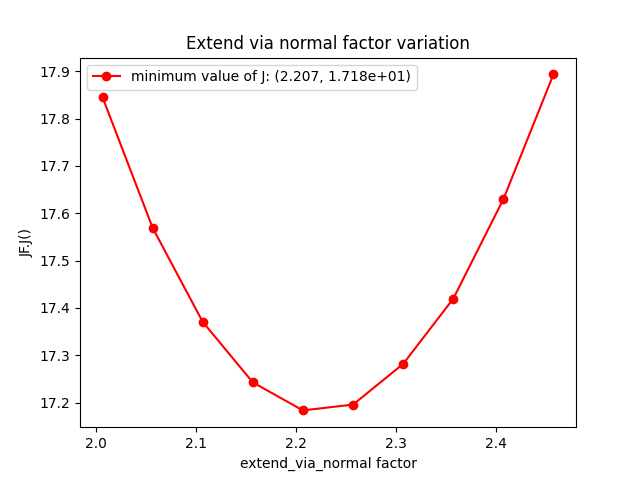 Extend via normal factor variation
minimum value of J: (2.207, 1.718e+01)
17.9
17.8
17.7
17.6
17.5
17.4
17.3
17.2
JF.J()
2.0 2.1 2.2 2.3 2.4
extend_via_normal factor